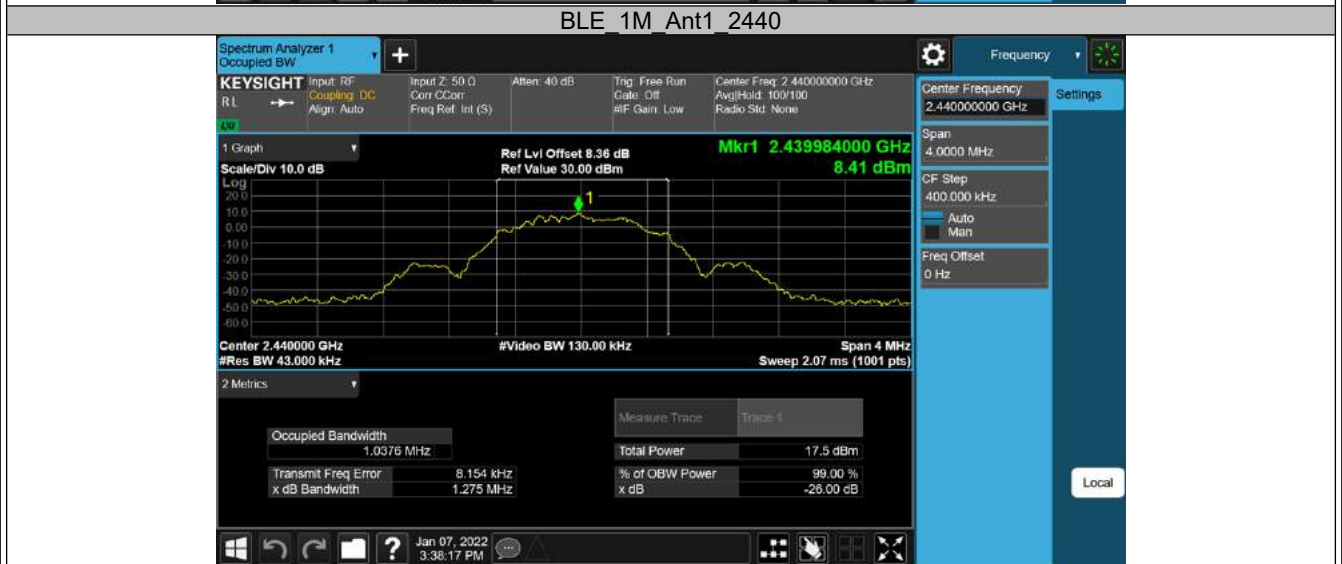 BLE_1M_Ant1_2440
Spectrum Analyzer 1
Occupied BW
+
Frequency
KEYSIGHT
RL
LXI
Input: RF
Coupling: DC
Align: Auto
Input Z: 50 Ω
Corr CCorr
Freq Ref: Int (S)
Atten: 40 dB
Trig: Free Run
Gate: Off
#IF Gain: Low
Center Freq: 2.440000000 GHz
Avg|Hold: 100/100
Radio Std: None
Center Frequency
2.440000000 GHz
Settings
Span
4.0000 MHz
CF Step
400.000 kHz
Auto
Man
Freq Offset
0 Hz
Local
1 Graph
Scale/Div 10.0 dB
Ref Lvl Offset 8.36 dB
Ref Value 30.00 dBm
Mkr1 2.439984000 GHz
8.41 dBm
Log
20.0
10.0
0.00
-10.0
-20.0
-30.0
-40.0
-50.0
-60.0
1
Center 2.440000 GHz
#Res BW 43.000 kHz
#Video BW 130.00 kHz
Span 4 MHz
Sweep 2.07 ms (1001 pts)
2 Metrics
Measure Trace
Trace 1
Occupied Bandwidth
1.0376 MHz
Total Power 17.5 dBm
Transmit Freq Error 8.154 kHz
% of OBW Power 99.00 %
x dB Bandwidth 1.275 MHz
x dB -26.00 dB
?
Jan 07, 2022
3:38:17 PM